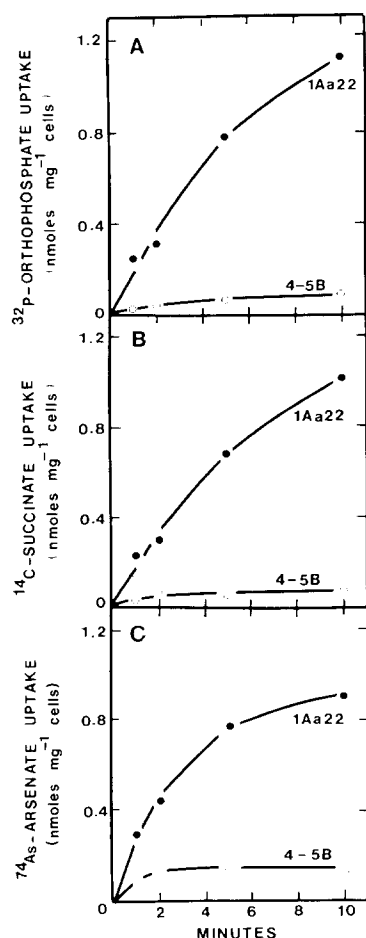 A
³²P-ORTHOPHOSPHATE UPTAKE
(nmoles mg⁻¹ cells)
1.2
0.8
0.4
0
1Aa22
4-5B
B
¹⁴C-SUCCINATE UPTAKE
(nmoles mg⁻¹ cells)
1.2
0.8
0.4
0
1Aa22
4-5B
C
⁷⁴As-ARSENATE UPTAKE
(nmoles mg⁻¹ cells)
1.2
0.8
0.4
0
1Aa22
4-5B
0 2 4 6 8 10
MINUTES